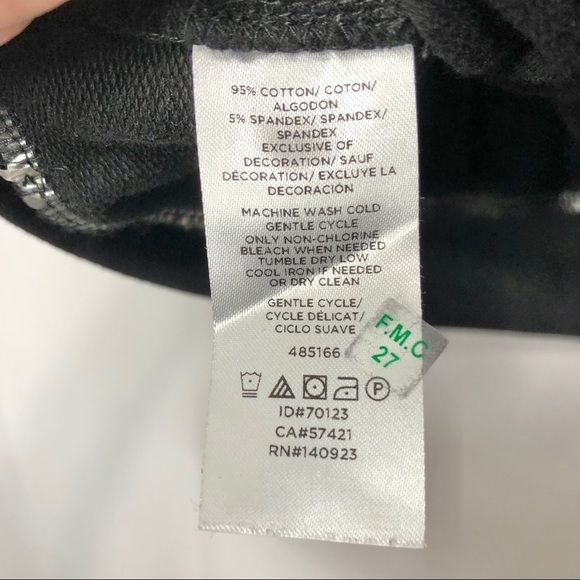 95% COTTON/ COTON/
ALGODON
5% SPANDEX/ SPANDEX/
SPANDEX
EXCLUSIVE OF
DECORATION/ SAUF
DÉCORATION/ EXCLUYE LA
DECORACIÓN
MACHINE WASH COLD
GENTLE CYCLE
ONLY NON-CHLORINE
BLEACH WHEN NEEDED
TUMBLE DRY LOW
COOL IRON IF NEEDED
OR DRY CLEAN
GENTLE CYCLE/
CYCLE DÉLICAT/
CICLO SUAVE
485166
F.M.C
27
P
ID#70123
CA#57421
RN#140923